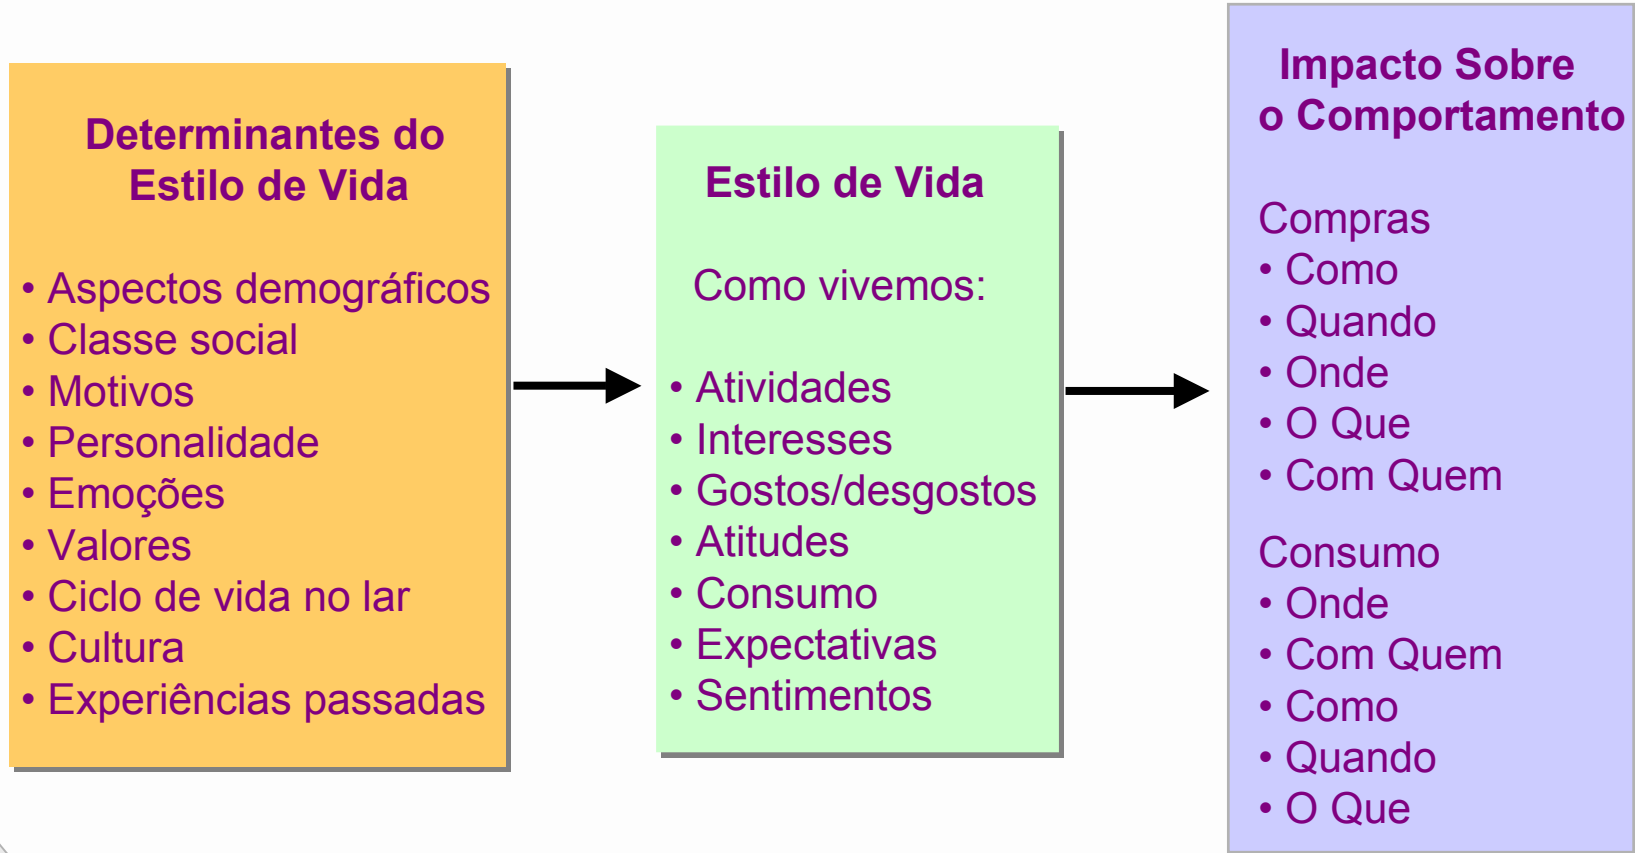 Determinantes do
Estilo de Vida
• Aspectos demográficos
• Classe social
• Motivos
• Personalidade
• Emoções
• Valores
• Ciclo de vida no lar
• Cultura
• Experiências passadas
Estilo de Vida
Como vivemos:
• Atividades
• Interesses
• Gostos/desgostos
• Atitudes
• Consumo
• Expectativas
• Sentimentos
Impacto Sobre
o Comportamento
Compras
• Como
• Quando
• Onde
• O Que
• Com Quem
Consumo
• Onde
• Com Quem
• Como
• Quando
• O Que